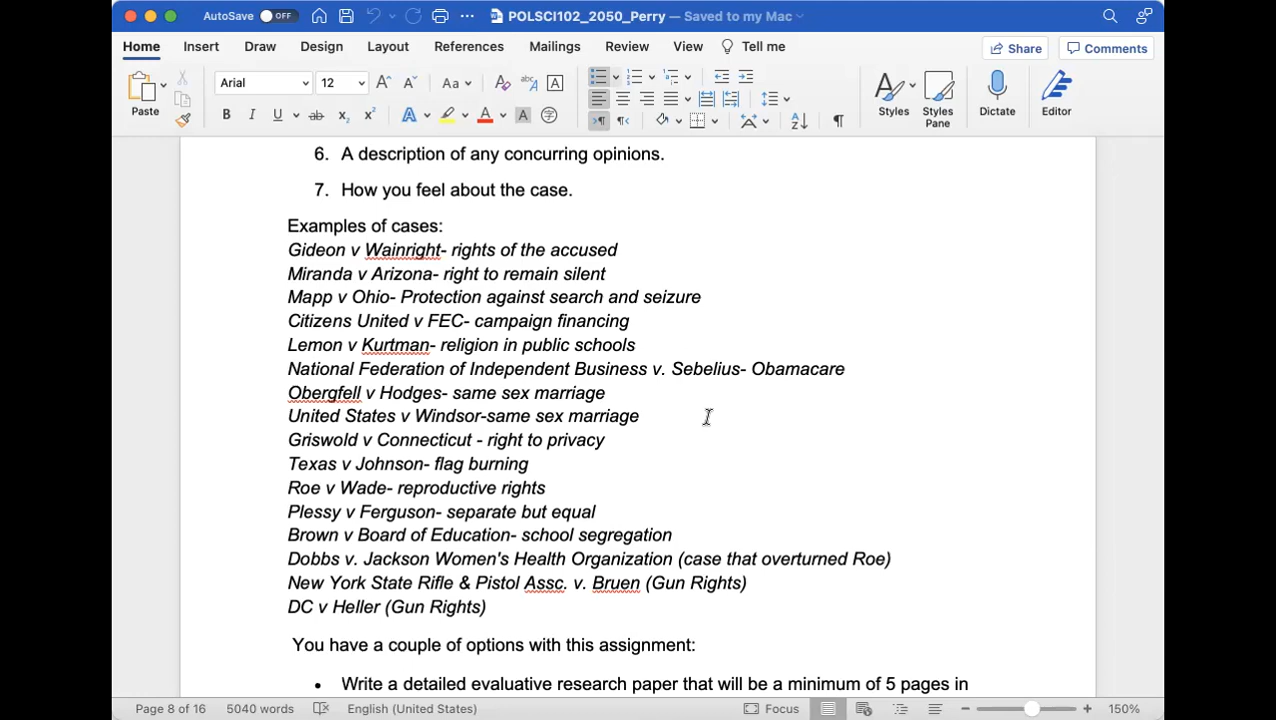 AutoSave OFF
POLSCI102_2050_Perry — Saved to my Mac
Home Insert Draw Design Layout References Mailings Review View Tell me Share Comments
Arial 12 Aa A
Paste B I U ab x₂ x² A A A Styles Styles Pane Dictate Editor
6. A description of any concurring opinions.
7. How you feel about the case.
Examples of cases:
Gideon v Wainright- rights of the accused
Miranda v Arizona- right to remain silent
Mapp v Ohio- Protection against search and seizure
Citizens United v FEC- campaign financing
Lemon v Kurtman- religion in public schools
National Federation of Independent Business v. Sebelius- Obamacare
Obergfell v Hodges- same sex marriage
United States v Windsor-same sex marriage
Griswold v Connecticut - right to privacy
Texas v Johnson- flag burning
Roe v Wade- reproductive rights
Plessy v Ferguson- separate but equal
Brown v Board of Education- school segregation
Dobbs v. Jackson Women's Health Organization (case that overturned Roe)
New York State Rifle & Pistol Assc. v. Bruen (Gun Rights)
DC v Heller (Gun Rights)
You have a couple of options with this assignment:
• Write a detailed evaluative research paper that will be a minimum of 5 pages in
Page 8 of 16 5040 words English (United States) Focus 150%